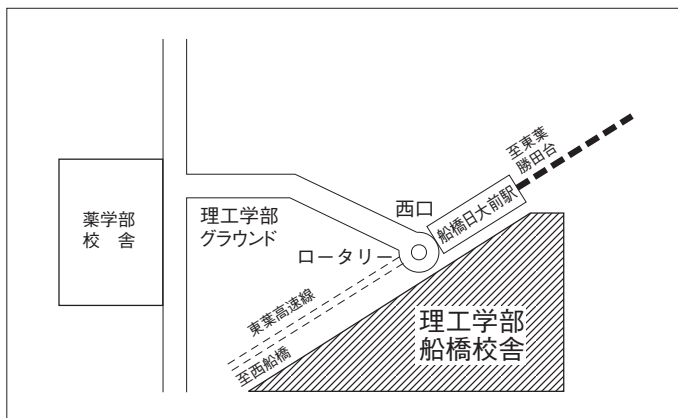 至東葉
勝田台
西口
船橋日大前駅
薬学部
校　舎
理工学部
グラウンド
ロータリー
東葉高速線
至西船橋
理工学部
船橋校舎